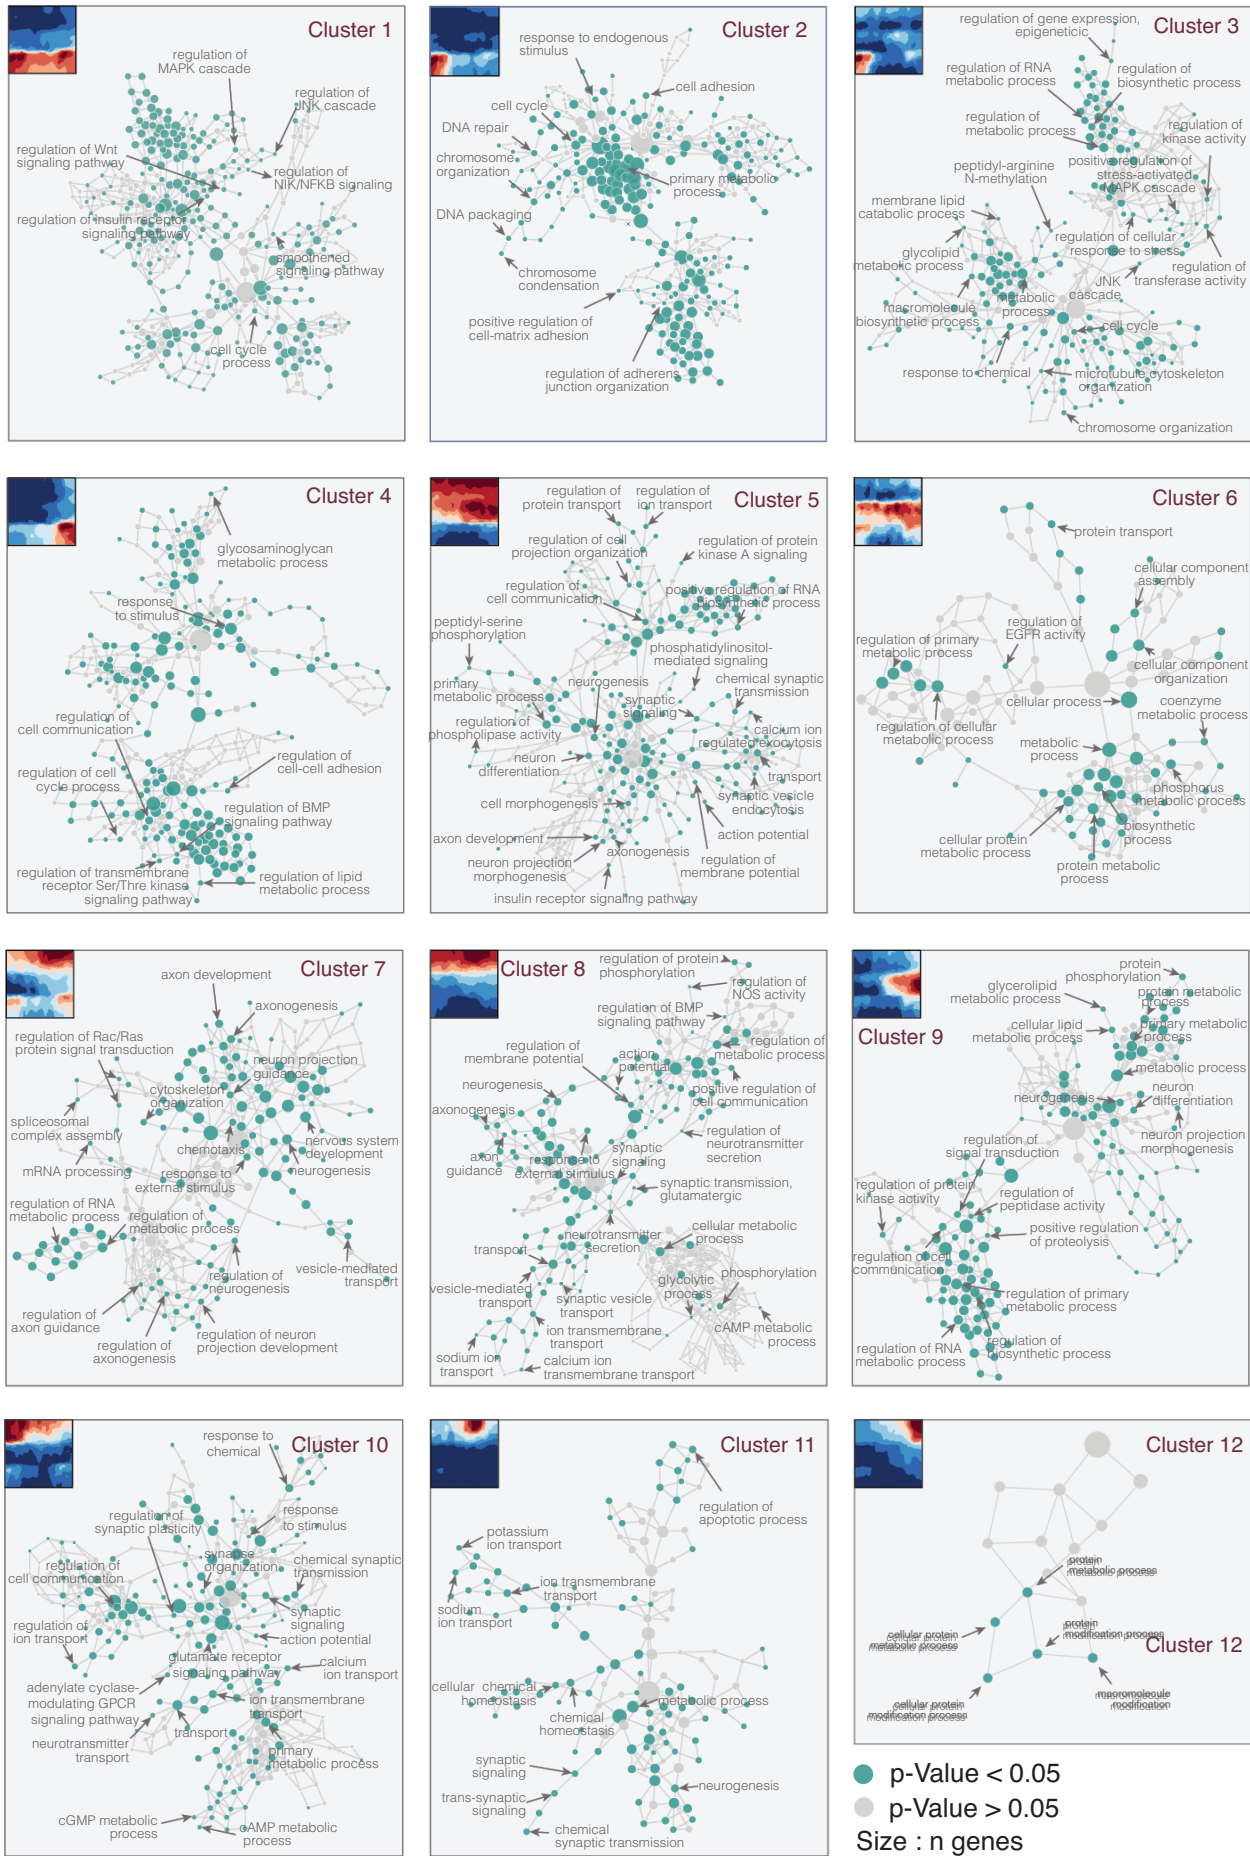 Cluster 1
regulation of
MAPK cascade
regulation of
JNK cascade
regulation of Wnt
signaling pathway
regulation of
NIK/NFKB signaling
regulation of insulin receptor
signaling pathway
smoothened
signaling pathway
cell cycle
process
Cluster 2
response to endogenous
stimulus
cell adhesion
cell cycle
DNA repair
chromosome
organization
primary metabolic
process
DNA packaging
chromosome
condensation
positive regulation of
cell-matrix adhesion
regulation of adherens
junction organization
Cluster 3
regulation of gene expression,
epigeneticic
regulation of RNA
metabolic process
regulation of
biosynthetic process
regulation of
metabolic process
regulation of
kinase activity
peptidyl-arginine
N-methylation
positive regulation of
stress-activated
MAPK cascade
membrane lipid
catabolic process
glycolipid
metabolic process
regulation of cellular
response to stress
regulation of
transferase activity
JNK
cascade
metabolic
process
macromolecule
biosynthetic process
cell cycle
response to chemical
microtubule cytoskeleton
organization
chromosome organization
Cluster 4
glycosaminoglycan
metabolic process
response
to stimulus
regulation of
cell communication
regulation of
cell-cell adhesion
regulation of cell
cycle process
regulation of BMP
signaling pathway
regulation of transmembrane
receptor Ser/Thre kinase
signaling pathway
regulation of lipid
metabolic process
Cluster 5
regulation of
protein transport
regulation of
ion transport
regulation of cell
projection organization
regulation of protein
kinase A signaling
regulation of
cell communication
positive regulation of RNA
biosynthetic process
peptidyl-serine
phosphorylation
phosphatidylinositol-
mediated signaling
primary
metabolic process
neurogenesis
chemical synaptic
transmission
synaptic
signaling
regulation of
phospholipase activity
calcium ion
regulated exocytosis
neuron
differentiation
transport
cell morphogenesis
synaptic vesicle
endocytosis
axon development
action potential
axonogenesis
neuron projection
morphogenesis
regulation of
membrane potential
insulin receptor signaling pathway
Cluster 6
protein transport
cellular component
assembly
regulation of
EGFR activity
regulation of primary
metabolic process
cellular component
organization
cellular process
coenzyme
metabolic process
regulation of cellular
metabolic process
metabolic
process
phosphorus
metabolic process
biosynthetic
process
cellular protein
metabolic process
protein metabolic
process
Cluster 7
axon development
axonogenesis
regulation of Rac/Ras
protein signal transduction
neuron projection
guidance
cytoskeleton
organization
spliceosomal
complex assembly
chemotaxis
nervous system
development
mRNA processing
response to
external stimulus
neurogenesis
regulation of RNA
metabolic process
regulation of
metabolic process
vesicle-mediated
transport
regulation of
neurogenesis
regulation of
axon guidance
regulation of
axonogenesis
regulation of neuron
projection development
Cluster 8
regulation of protein
phosphorylation
regulation of
NOS activity
regulation of BMP
signaling pathway
regulation of
membrane potential
action
potential
regulation of
metabolic process
neurogenesis
positive regulation of
cell communication
axonogenesis
regulation of
neurotransmitter
secretion
axon
guidance
response to
external stimulus
synaptic
signaling
synaptic transmission,
glutamatergic
neurotransmitter
secretion
cellular metabolic
process
transport
vesicle-mediated
transport
glycolytic
process
phosphorylation
synaptic vesicle
transport
cAMP metabolic
process
ion transmembrane
transport
sodium ion
transport
calcium ion
transmembrane transport
Cluster 9
protein
phosphorylation
glycerolipid
metabolic process
protein metabolic
process
cellular lipid
metabolic process
primary metabolic
process
metabolic process
neurogenesis
neuron
differentiation
regulation of
signal transduction
neuron projection
morphogenesis
regulation of protein
kinase activity
regulation of
peptidase activity
positive regulation
of proteolysis
regulation of cell
communication
regulation of primary
metabolic process
regulation of RNA
metabolic process
regulation of
biosynthetic process
Cluster 10
response to
chemical
regulation of
synaptic plasticity
response
to stimulus
synapse
organization
chemical synaptic
transmission
regulation of
cell communication
synaptic
signaling
regulation of
ion transport
action potential
glutamate receptor
signaling pathway
calcium
ion transport
adenylate cyclase-
modulating GPCR
signaling pathway
ion transmembrane
transport
transport
neurotransmitter
transport
primary
metabolic process
cGMP metabolic
process
cAMP metabolic
process
Cluster 11
regulation of
apoptotic process
potassium
ion transport
ion transmembrane
transport
sodium
ion transport
cellular chemical
homeostasis
metabolic process
chemical
homeostasis
synaptic
signaling
neurogenesis
trans-synaptic
signaling
chemical
synaptic transmission
Cluster 12
protein
metabolic process
cellular protein
metabolic process
protein
modification process
Cluster 12
macromolecule
modification
cellular protein
modification process
p-Value < 0.05
p-Value > 0.05
Size : n genes